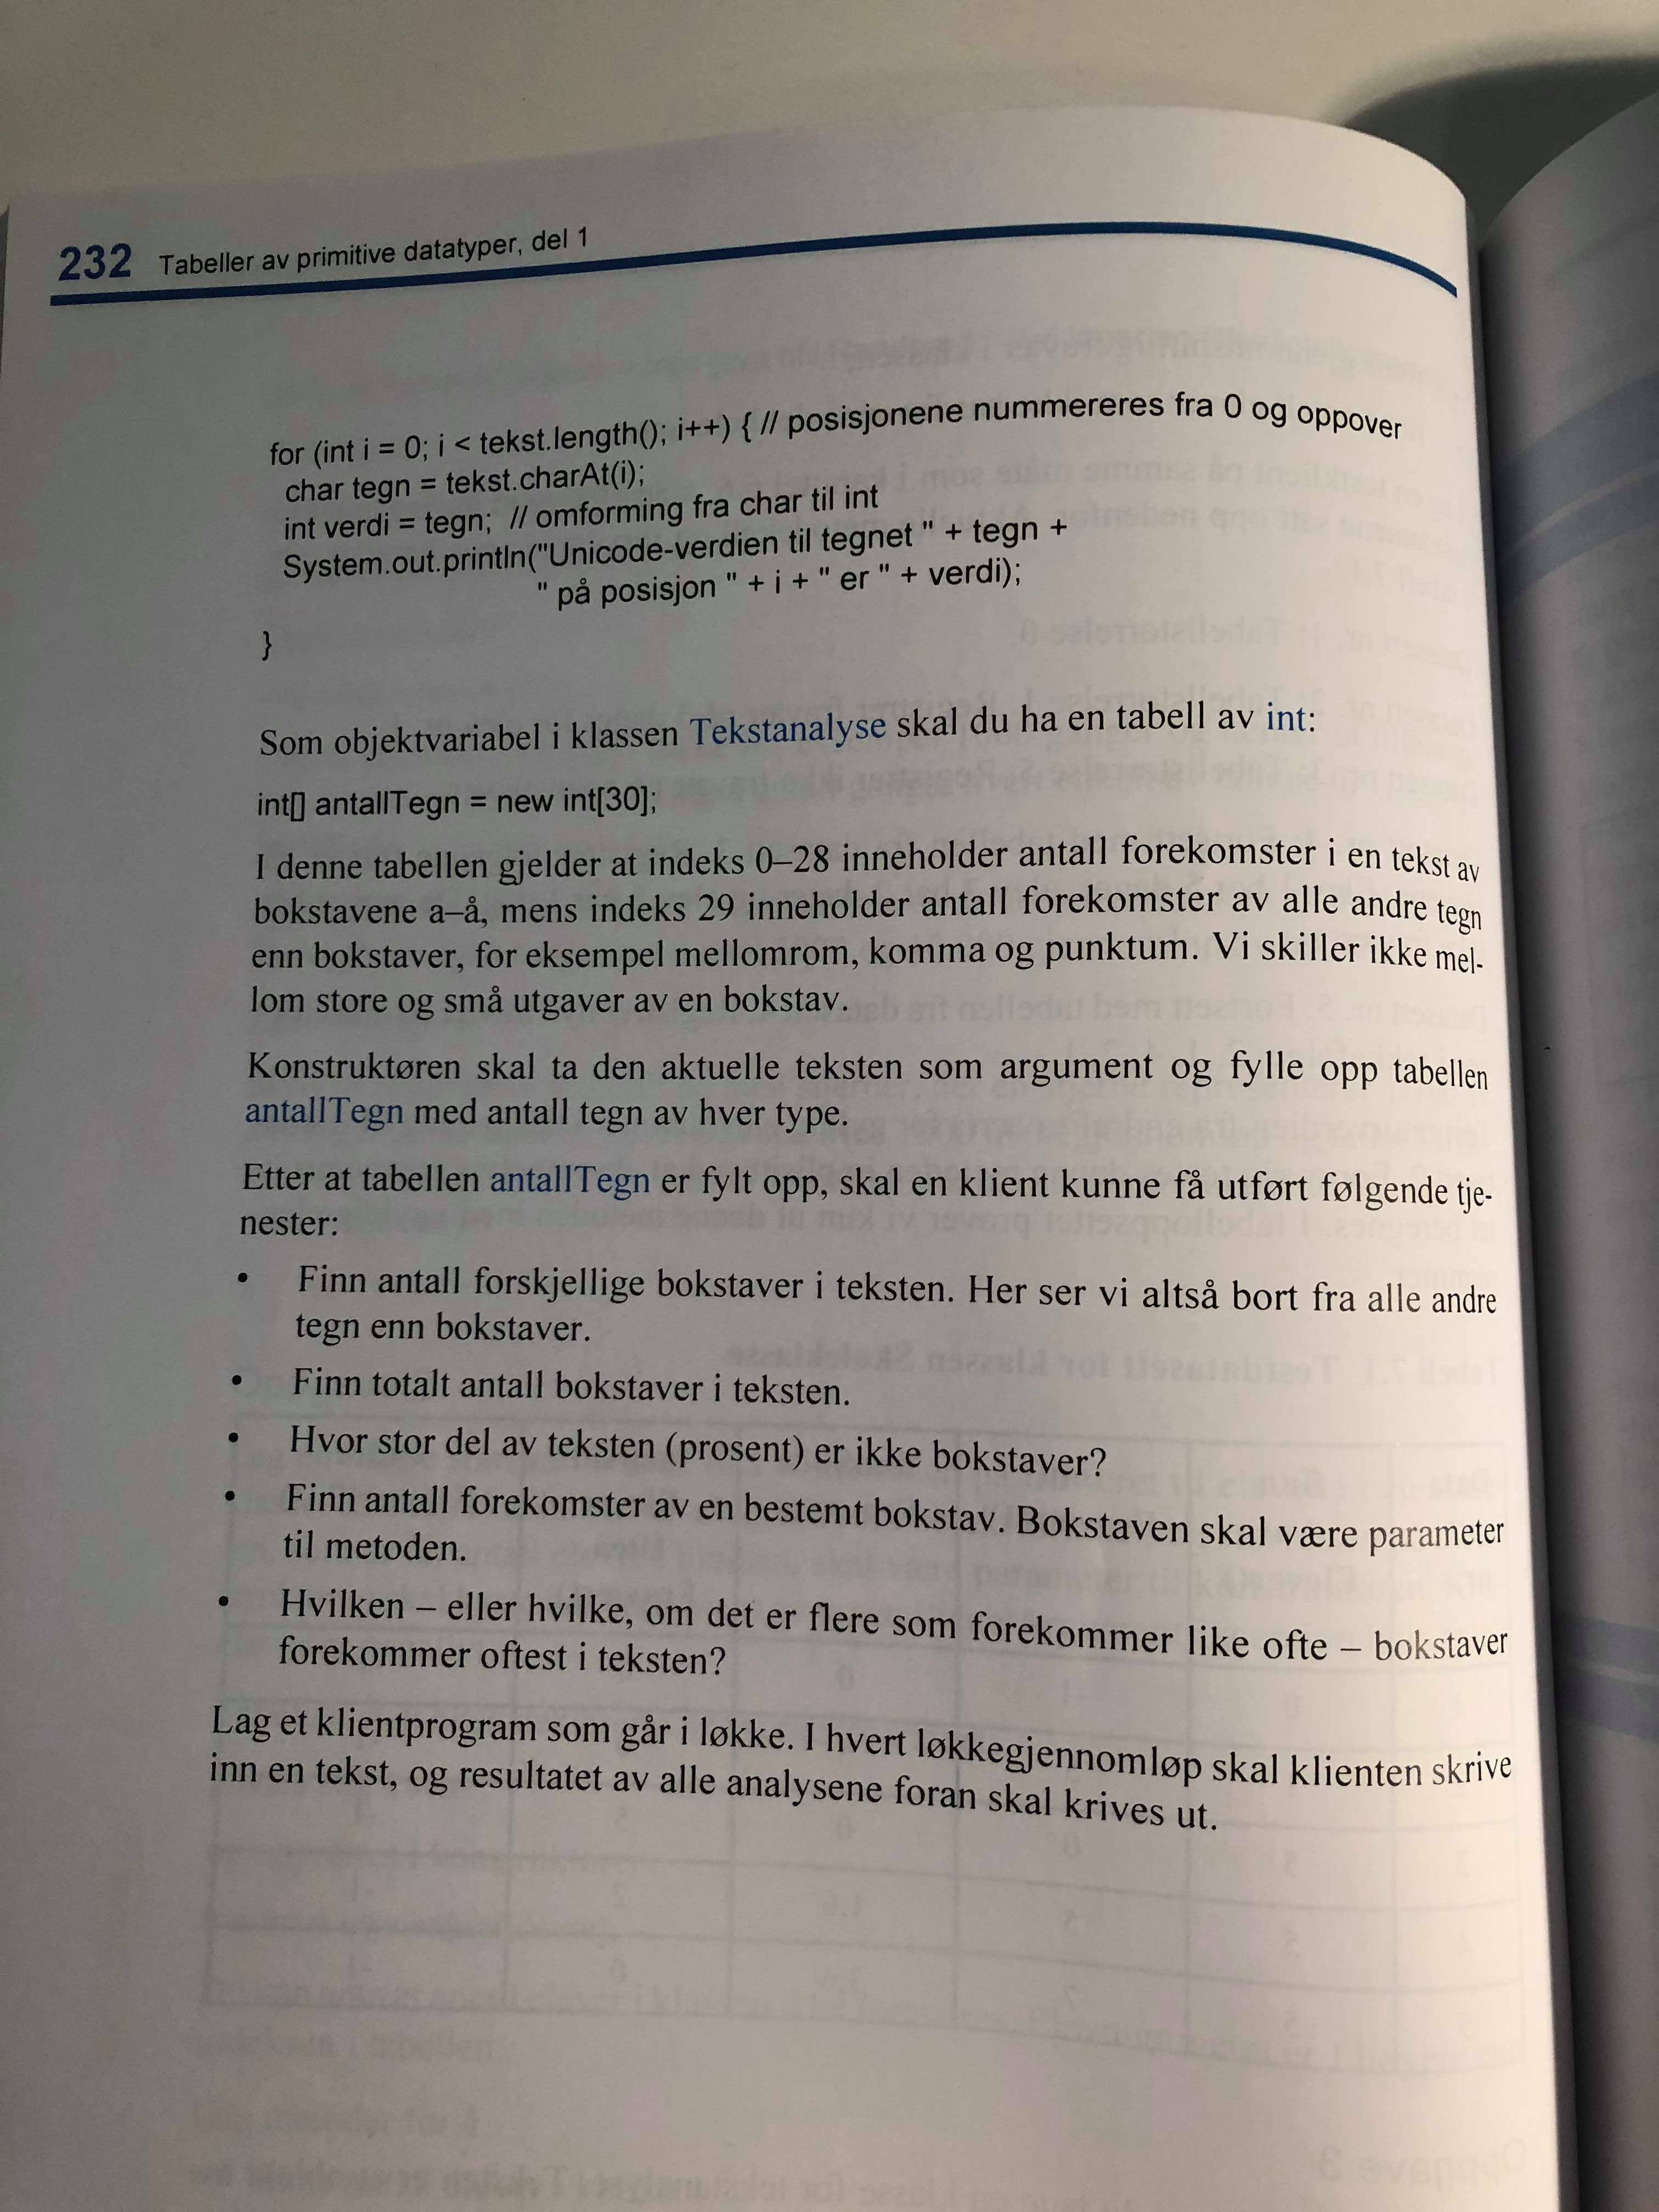 232 Tabeller av primitive datatyper, del 1
for (int i = 0; i < tekst.length(); i++) { // posisjonene nummereres fra 0 og oppover
char tegn = tekst.charAt(i);
int verdi = tegn; // omforming fra char til int
System.out.println("Unicode-verdien til tegnet " + tegn +
" på posisjon " + i + " er " + verdi);
}
Som objektvariabel i klassen Tekstanalyse skal du ha en tabell av int:
int[] antallTegn = new int[30];
I denne tabellen gjelder at indeks 0–28 inneholder antall forekomster i en tekst av
bokstavene a–å, mens indeks 29 inneholder antall forekomster av alle andre tegn
enn bokstaver, for eksempel mellomrom, komma og punktum. Vi skiller ikke mel-
lom store og små utgaver av en bokstav.
Konstruktøren skal ta den aktuelle teksten som argument og fylle opp tabellen
antallTegn med antall tegn av hver type.
Etter at tabellen antallTegn er fylt opp, skal en klient kunne få utført følgende tje-
nester:
• Finn antall forskjellige bokstaver i teksten. Her ser vi altså bort fra alle andre
tegn enn bokstaver.
• Finn totalt antall bokstaver i teksten.
• Hvor stor del av teksten (prosent) er ikke bokstaver?
• Finn antall forekomster av en bestemt bokstav. Bokstaven skal være parameter
til metoden.
• Hvilken – eller hvilke, om det er flere som forekommer like ofte – bokstaver
forekommer oftest i teksten?
Lag et klientprogram som går i løkke. I hvert løkkegjennomløp skal klienten skrive
inn en tekst, og resultatet av alle analysene foran skal krives ut.